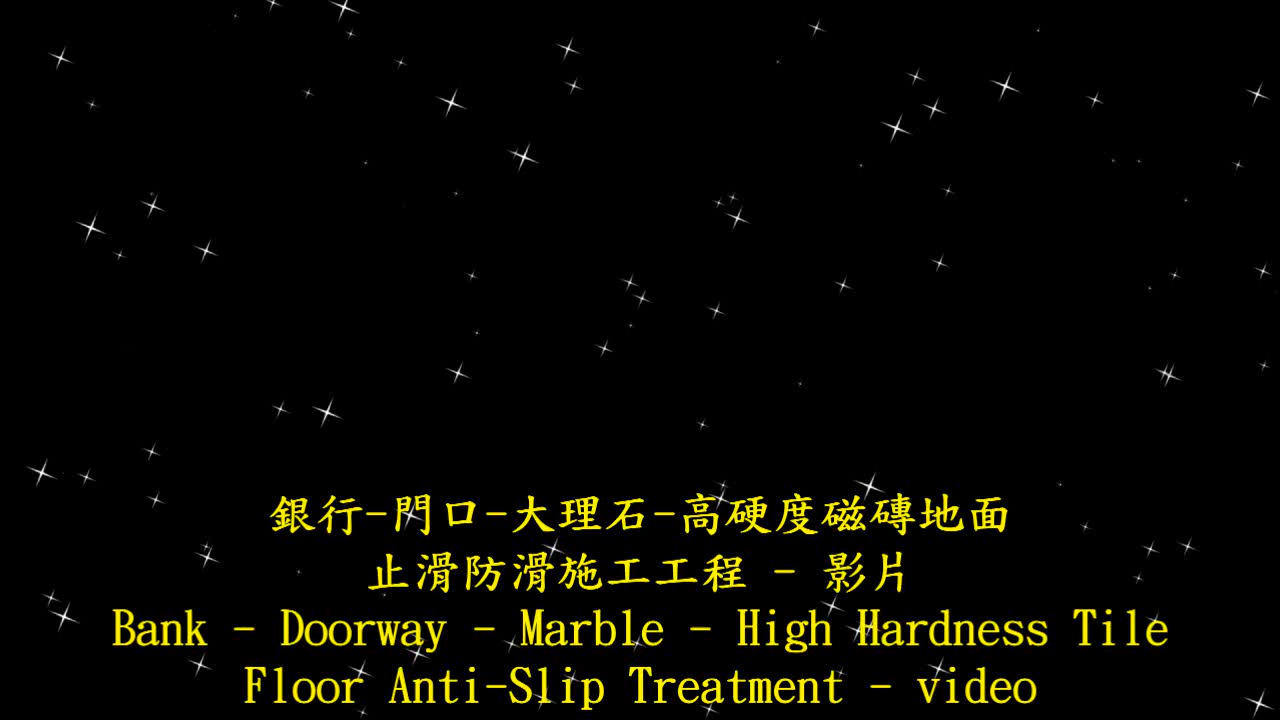 銀行-門口-大理石-高硬度磁磚地面
止滑防滑施工工程 - 影片
Bank - Doorway - Marble - High Hardness Tile
Floor Anti-Slip Treatment - video